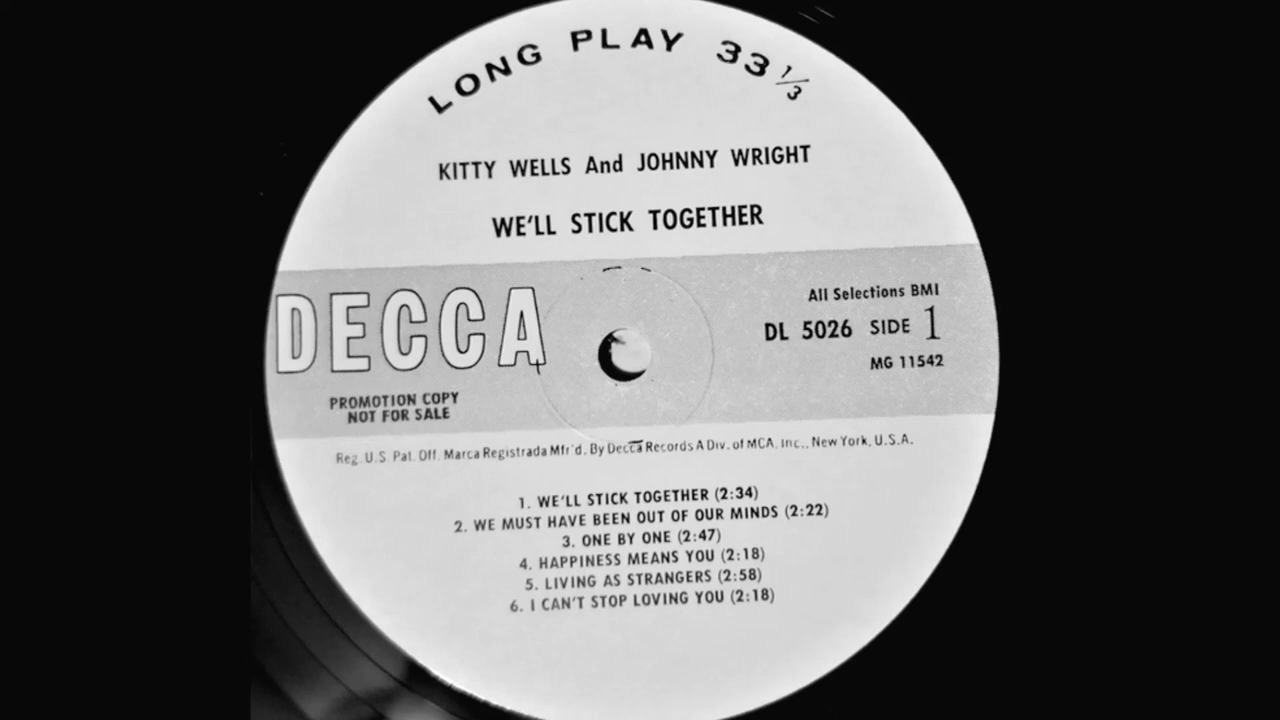 LONG PLAY 33 1/3
KITTY WELLS And JOHNNY WRIGHT
WE'LL STICK TOGETHER
DECCA
All Selections BMI
DL 5026 SIDE 1
MG 11542
PROMOTION COPY
NOT FOR SALE
Reg. U.S. Pat. Off. Marca Registrada Mfr'd. By Decca Records A Div. of MCA, Inc., New York, U.S.A.
1. WE'LL STICK TOGETHER (2:34)
2. WE MUST HAVE BEEN OUT OF OUR MINDS (2:22)
3. ONE BY ONE (2:47)
4. HAPPINESS MEANS YOU (2:18)
5. LIVING AS STRANGERS (2:58)
6. I CAN'T STOP LOVING YOU (2:18)